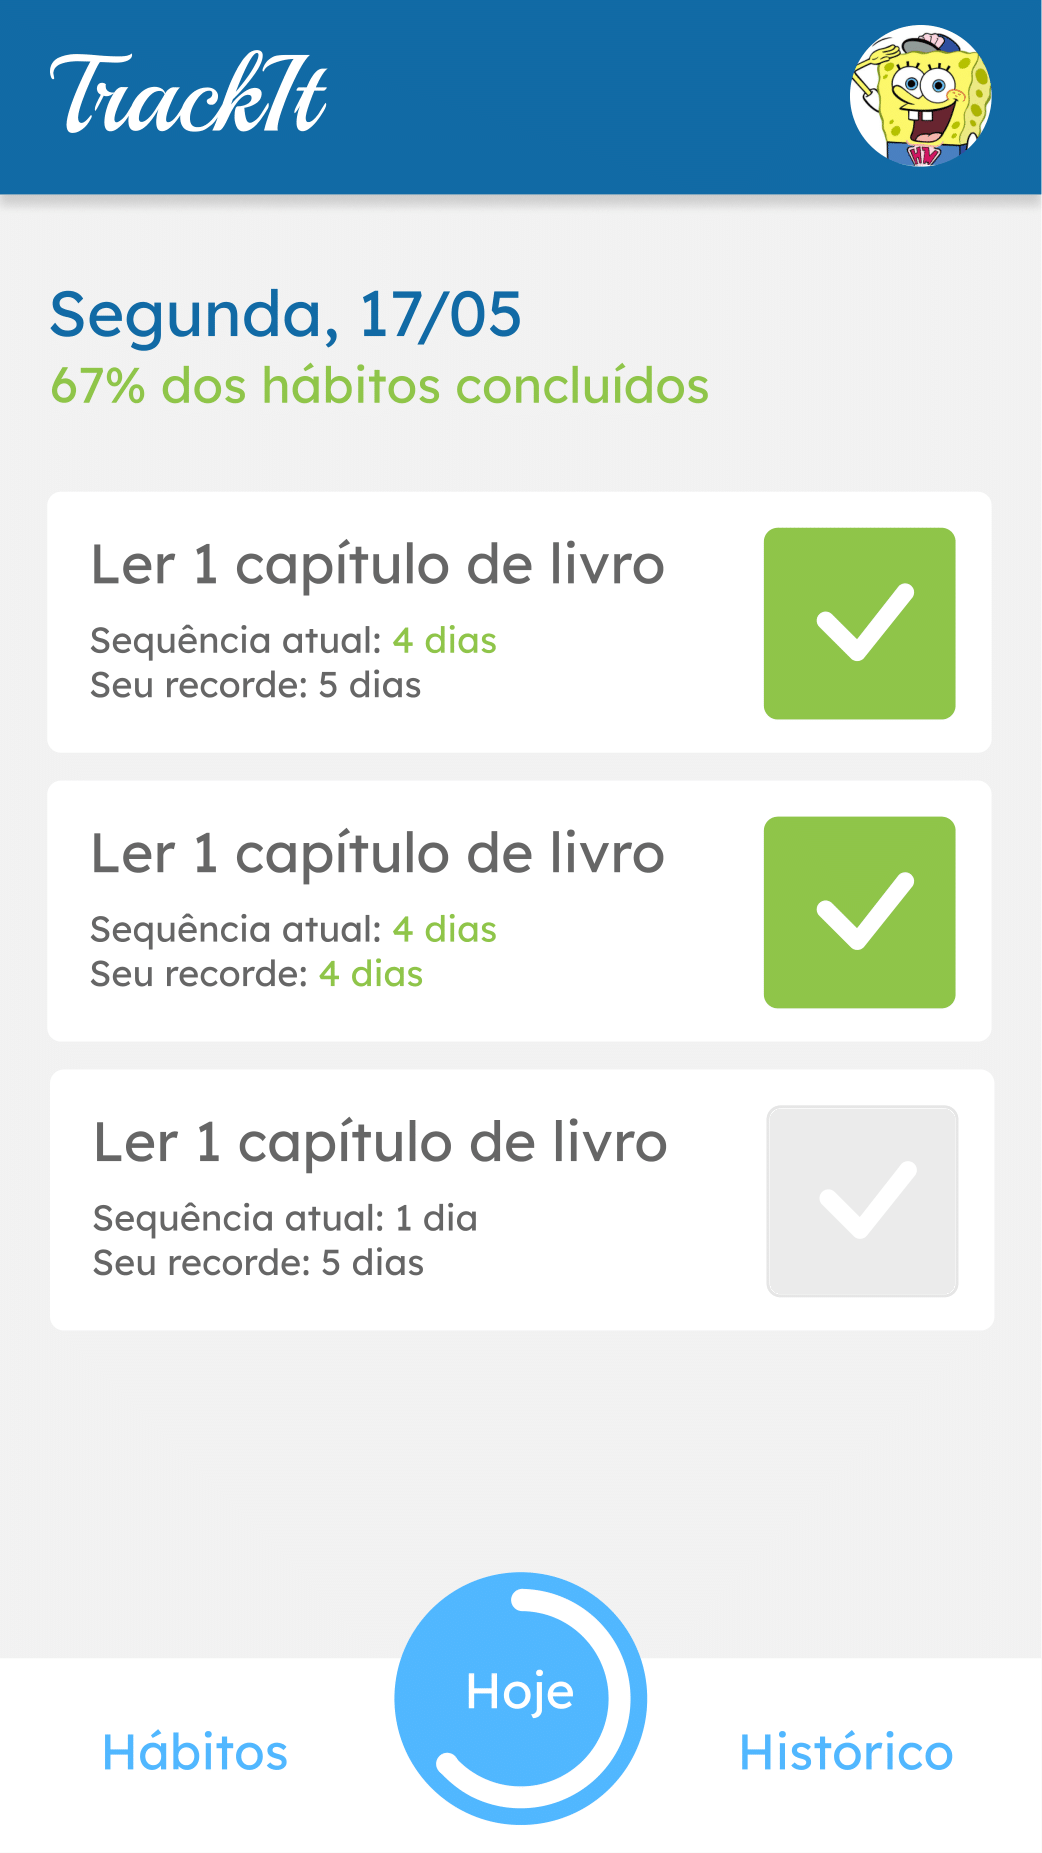 TrackIt
HW
Segunda, 17/05
67% dos hábitos concluídos
Ler 1 capítulo de livro
Sequência atual: 4 dias
Seu recorde: 5 dias
Ler 1 capítulo de livro
Sequência atual: 4 dias
Seu recorde: 4 dias
Ler 1 capítulo de livro
Sequência atual: 1 dia
Seu recorde: 5 dias
Hoje
Hábitos
Histórico